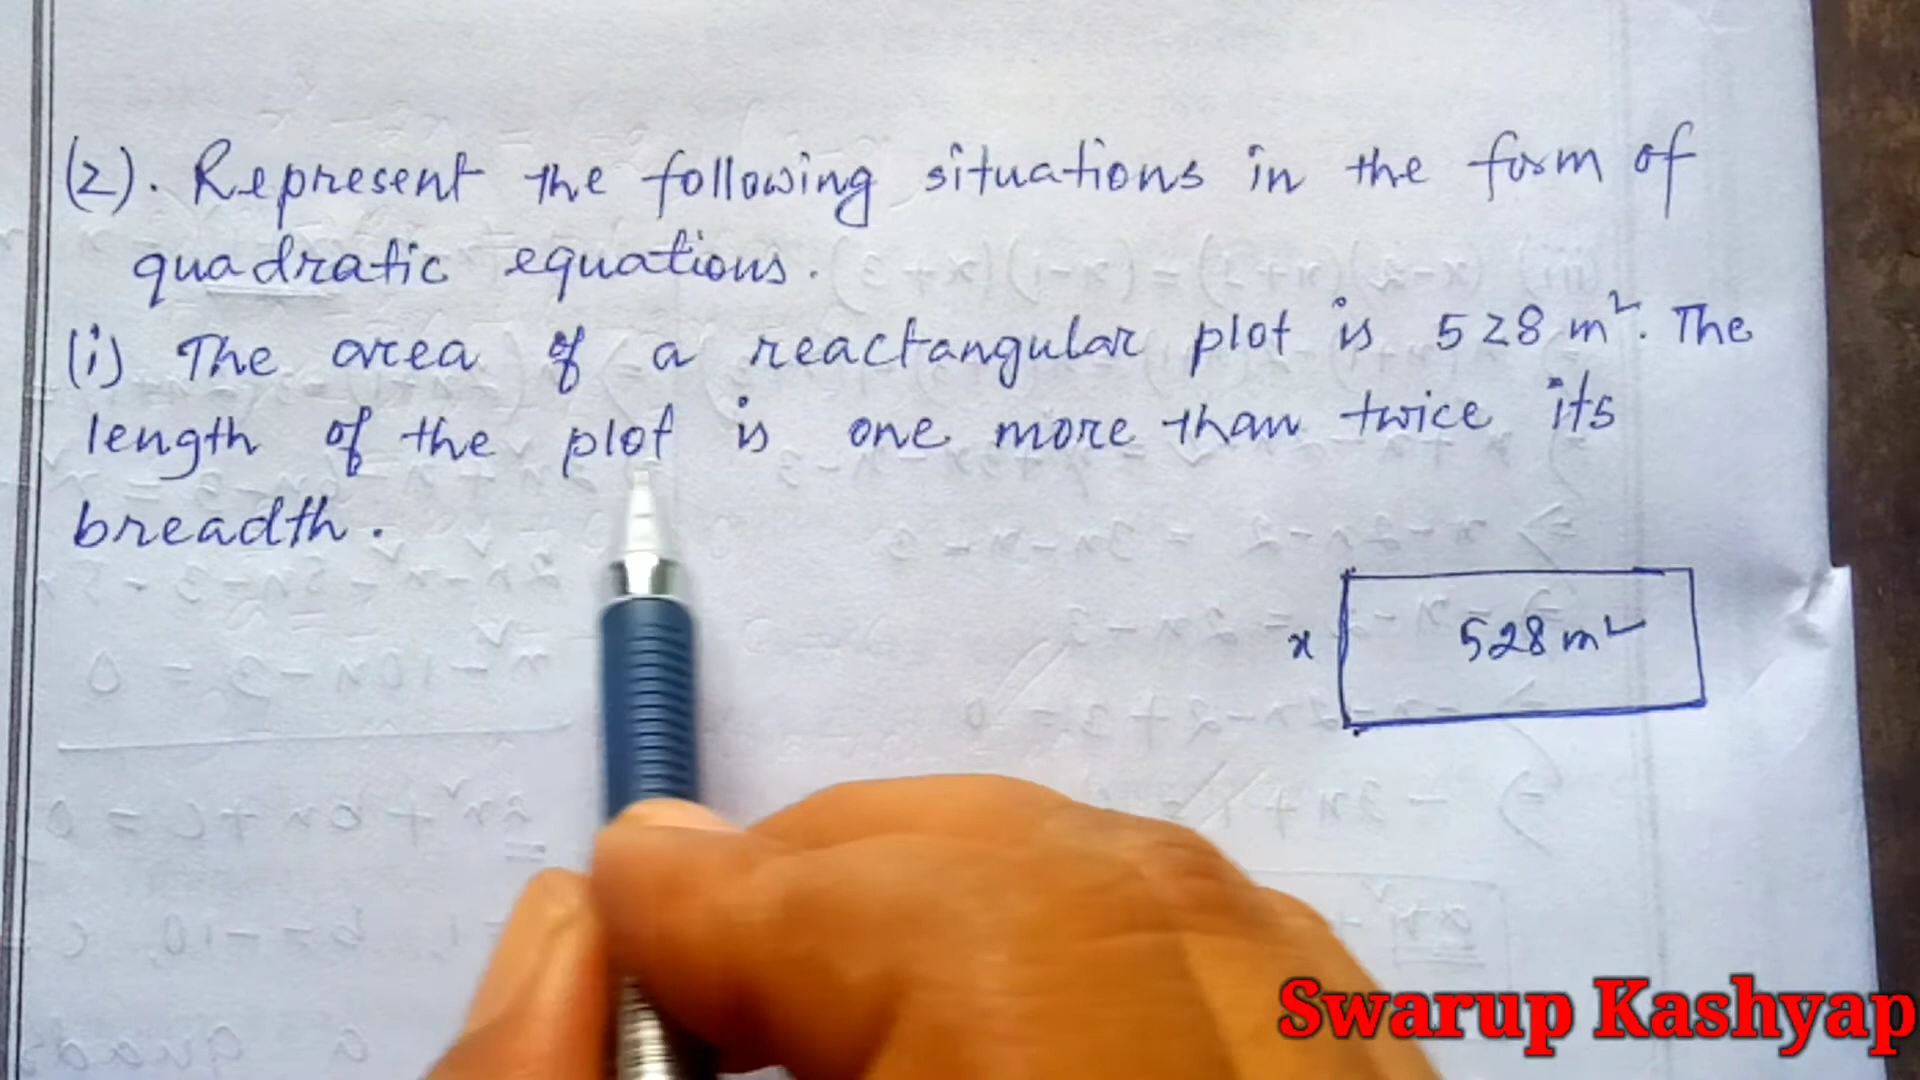 (2). Represent the following situations in the form of
quadratic equations.
(i) The area of a reactangular plot is 528 m². The
length of the plot is one more than twice its
breadth.
x
528 m²
Swarup Kashyap